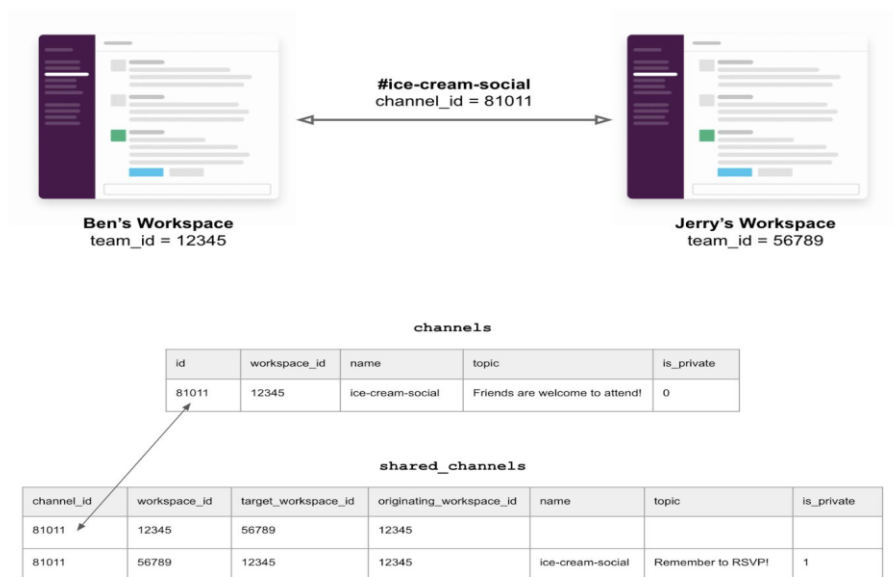 #ice-cream-social
channel_id = 81011
Ben's Workspace
team_id = 12345
Jerry's Workspace
team_id = 56789
channels
id workspace_id name topic is_private
81011 12345 ice-cream-social Friends are welcome to attend! 0
shared_channels
channel_id workspace_id target_workspace_id originating_workspace_id name topic is_private
81011 12345 56789 12345
81011 56789 12345 12345 ice-cream-social Remember to RSVP! 1